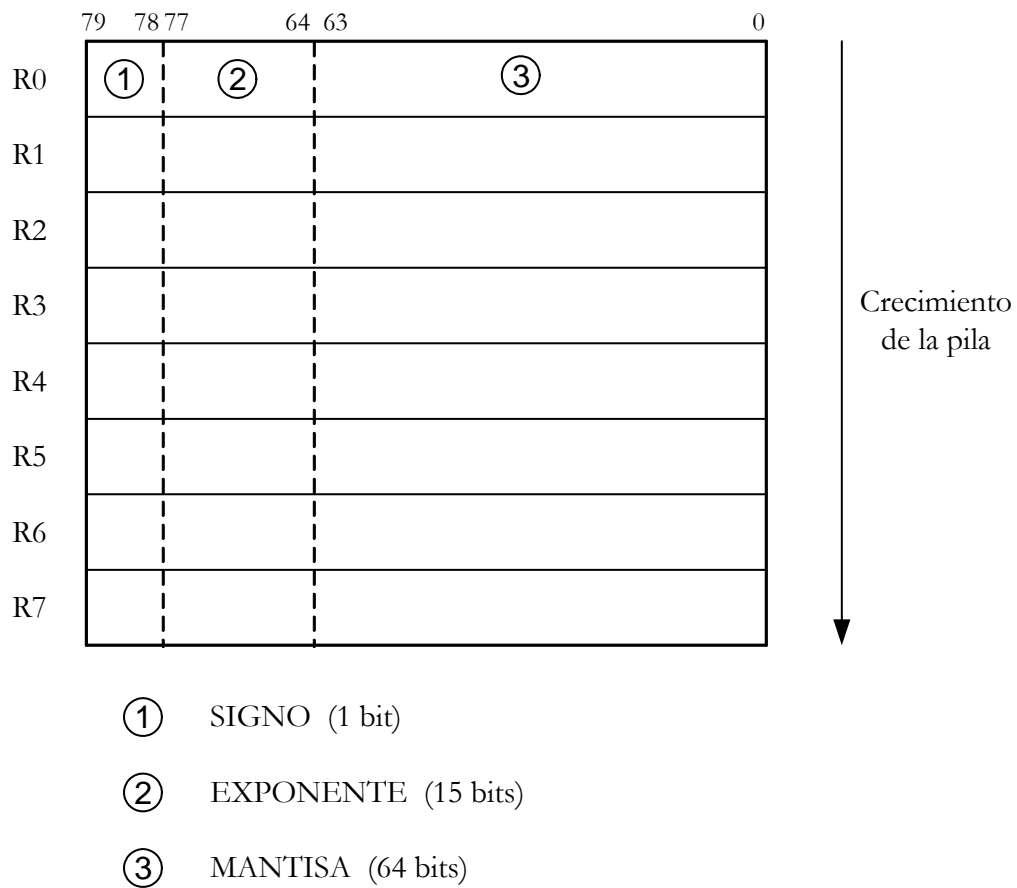 79 78 77 64 63 0
R0 1 2 3
R1
R2
R3
Crecimiento
de la pila
R4
R5
R6
R7
1 SIGNO (1 bit)
2 EXPONENTE (15 bits)
3 MANTISA (64 bits)